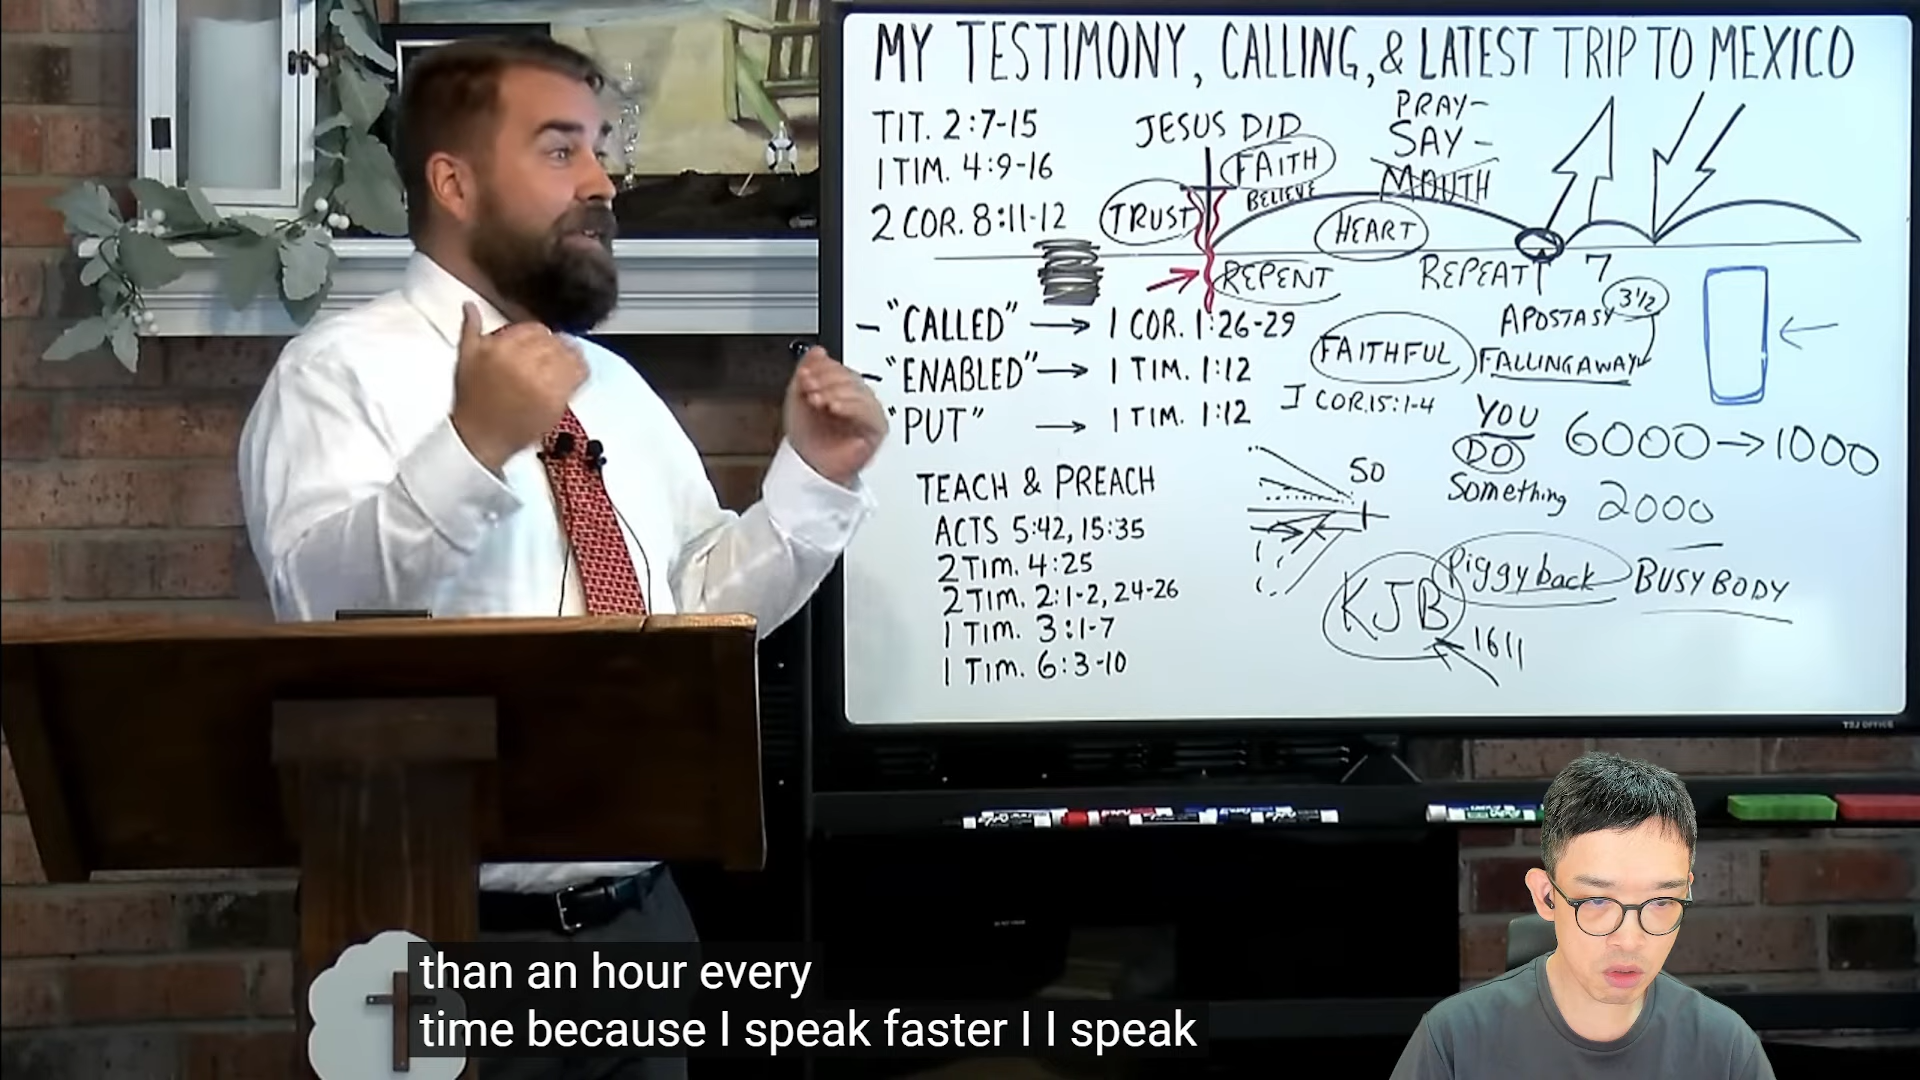 MY TESTIMONY, CALLING, & LATEST TRIP TO MEXICO
TIT. 2:7-15
1 TIM. 4:9-16
2 COR. 8:11-12
JESUS DID
FAITH
BELIEVE
TRUST
HEART
PRAY-
SAY-
MOUTH
REPENT
REPEAT
7
3 1/2
APOSTASY
FALLING AWAY
- "CALLED" → 1 COR. 1:26-29
- "ENABLED" → 1 TIM. 1:12
"PUT" → 1 TIM. 1:12
FAITHFUL
I COR.15:1-4
YOU
DO
Something
6000→1000
2000
TEACH & PREACH
ACTS 5:42, 15:35
2 TIM. 4:25
2 TIM. 2:1-2, 24-26
1 TIM. 3:1-7
1 TIM. 6:3-10
50
KJB
Piggyback
BUSYBODY
1611
than an hour every
time because I speak faster I I speak